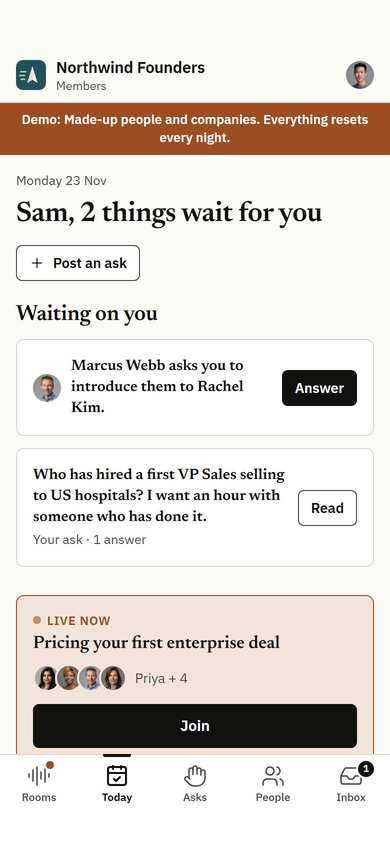 Northwind Founders
Members
Demo: Made-up people and companies. Everything resets
every night.
Monday 23 Nov
Sam, 2 things wait for you
+ Post an ask
Waiting on you
Marcus Webb asks you to
introduce them to Rachel
Kim.
Answer
Who has hired a first VP Sales selling
to US hospitals? I want an hour with
someone who has done it.
Your ask · 1 answer
Read
LIVE NOW
Pricing your first enterprise deal
Priya + 4
Join
1
Rooms
Today
Asks
People
Inbox